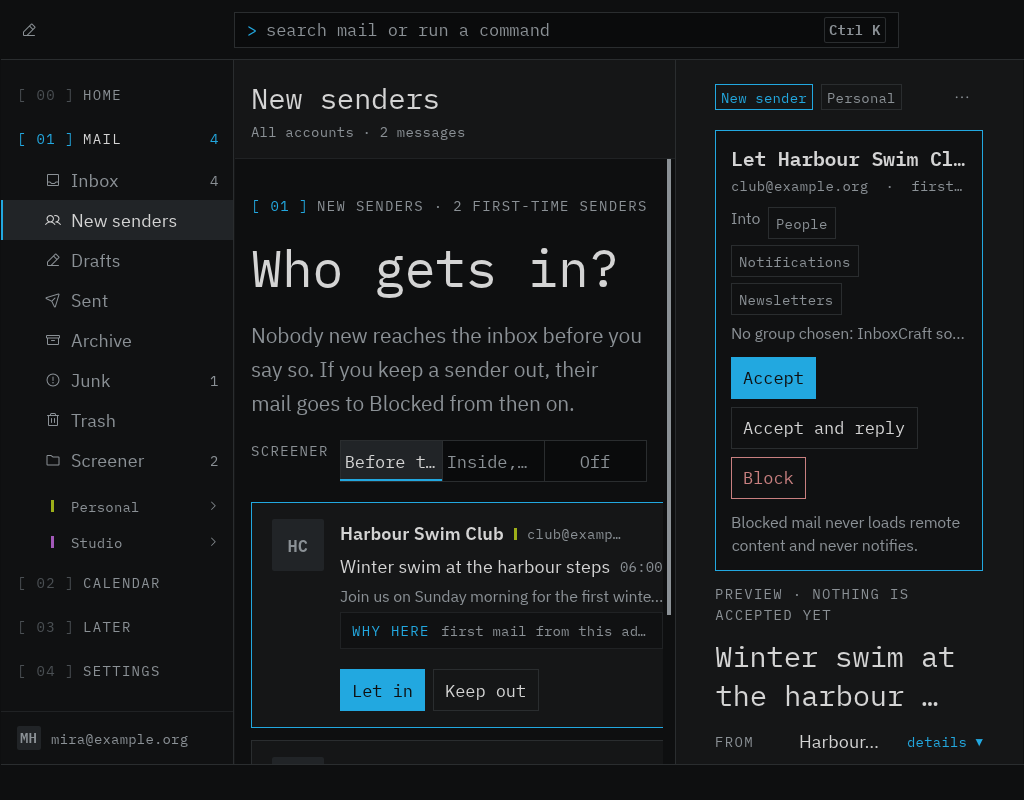 > search mail or run a command Ctrl K
[ 00 ] HOME
[ 01 ] MAIL 4
Inbox 4
New senders
Drafts
Sent
Archive
Junk 1
Trash
Screener 2
Personal
Studio
[ 02 ] CALENDAR
[ 03 ] LATER
[ 04 ] SETTINGS
MH mira@example.org
New senders
All accounts · 2 messages
[ 01 ] NEW SENDERS · 2 FIRST-TIME SENDERS
Who gets in?
Nobody new reaches the inbox before you
say so. If you keep a sender out, their
mail goes to Blocked from then on.
SCREENER Before t… Inside,… Off
HC Harbour Swim Club club@examp…
Winter swim at the harbour steps 06:00
Join us on Sunday morning for the first winte…
WHY HERE first mail from this ad…
Let in Keep out
New sender Personal ...
Let Harbour Swim Cl…
club@example.org · first…
Into People
Notifications
Newsletters
No group chosen: InboxCraft so…
Accept
Accept and reply
Block
Blocked mail never loads remote
content and never notifies.
PREVIEW · NOTHING IS
ACCEPTED YET
Winter swim at
the harbour …
FROM Harbour… details ▼